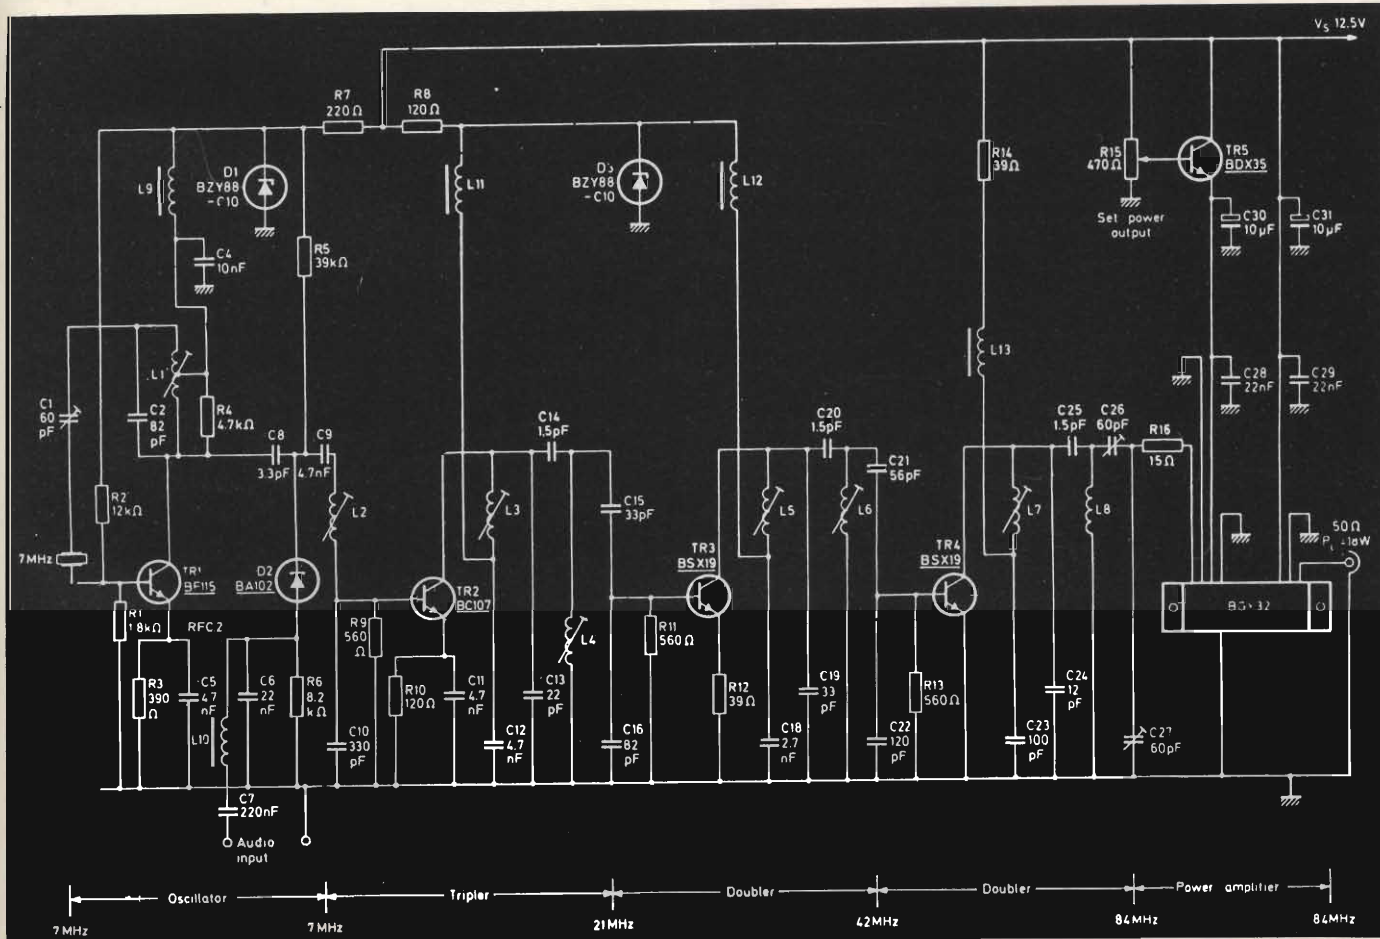 Vs 12.5V
R7
220Ω
R8
120Ω
L9
D1
BZY88
-C10
L11
BZY88
-C10
L12
R14
39Ω
R15
470Ω
TR5
BDX35
Set power
output
C30
10µF
C31
10µF
C4
10nF
R5
39kΩ
L13
C28
22nF
C29
22nF
L1
C1
60
pF
C2
82
pF
R4
4.7kΩ
C8
3.3pF
C9
4.7nF
C14
1.5pF
C20
1.5pF
C21
56pF
C25
1.5pF
C26
60pF
R16
15Ω
R2
12kΩ
L2
L3
C15
33pF
L5
L6
L7
L8
7MHz
TR1
BF115
D2
BA102
TR2
BC107
TR3
BSX19
TR4
BSX19
50Ω
18W
R1
1.8kΩ
RFC2
R9
560
Ω
L4
R11
560Ω
R3
390
Ω
C5
4.7
nF
C6
22
nF
R6
8.2
kΩ
R10
120Ω
C11
4.7
nF
C13
22
pF
R12
39Ω
C19
33
pF
R13
560Ω
C24
12
pF
L10
C10
330
pF
C12
4.7
nF
C16
82
pF
C18
2.7
nF
C22
120
pF
C23
100
pF
C27
60pF
C7
220nF
Audio
input
Oscillator
Tripler
Doubler
Doubler
Power amplifier
7MHz
7MHz
21MHz
42MHz
84MHz
84MHz